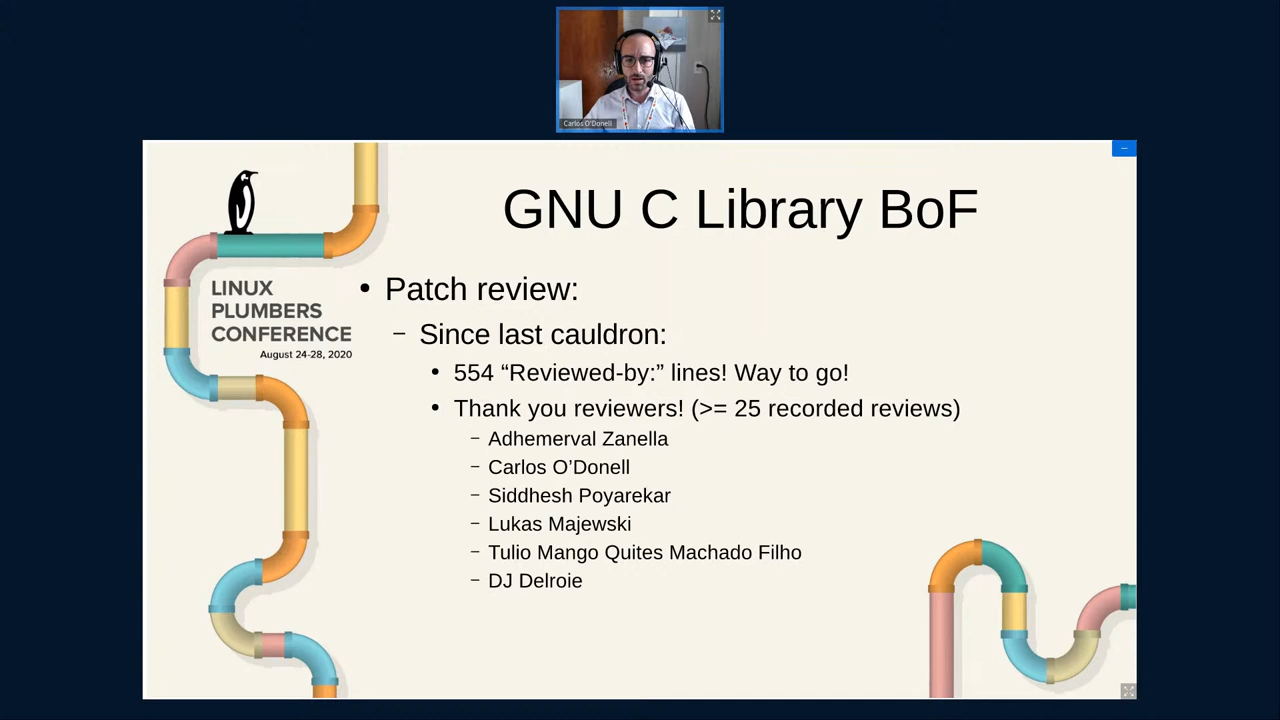 Carlos O'Donell
GNU C Library BoF
LINUX
PLUMBERS
CONFERENCE
August 24-28, 2020
• Patch review:
– Since last cauldron:
• 554 “Reviewed-by:” lines! Way to go!
• Thank you reviewers! (>= 25 recorded reviews)
– Adhemerval Zanella
– Carlos O’Donell
– Siddhesh Poyarekar
– Lukas Majewski
– Tulio Mango Quites Machado Filho
– DJ Delroie